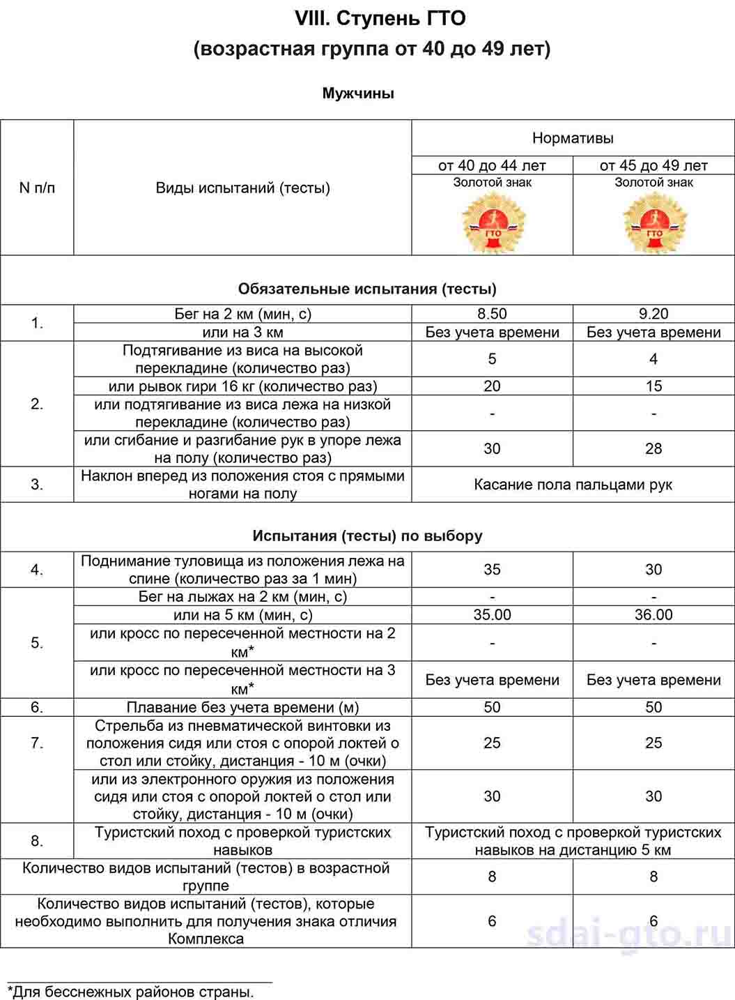 VIII. Ступень ГТО
(возрастная группа от 40 до 49 лет)
Мужчины
N п/п
Виды испытаний (тесты)
Нормативы
от 40 до 44 лет
от 45 до 49 лет
Золотой знак
Золотой знак
ГТО
ГТО
Обязательные испытания (тесты)
1.
Бег на 2 км (мин, с)
8.50
9.20
или на 3 км
Без учета времени
Без учета времени
2.
Подтягивание из виса на высокой
перекладине (количество раз)
5
4
или рывок гири 16 кг (количество раз)
20
15
или подтягивание из виса лежа на низкой
перекладине (количество раз)
-
-
или сгибание и разгибание рук в упоре лежа
на полу (количество раз)
30
28
3.
Наклон вперед из положения стоя с прямыми
ногами на полу
Касание пола пальцами рук
Испытания (тесты) по выбору
4.
Поднимание туловища из положения лежа на
спине (количество раз за 1 мин)
35
30
5.
Бег на лыжах на 2 км (мин, с)
-
-
или на 5 км (мин, с)
35.00
36.00
или кросс по пересеченной местности на 2
км*
-
-
или кросс по пересеченной местности на 3
км*
Без учета времени
Без учета времени
6.
Плавание без учета времени (м)
50
50
7.
Стрельба из пневматической винтовки из
положения сидя или стоя с опорой локтей о
стол или стойку, дистанция - 10 м (очки)
25
25
или из электронного оружия из положения
сидя или стоя с опорой локтей о стол или
стойку, дистанция - 10 м (очки)
30
30
8.
Туристский поход с проверкой туристских
навыков
Туристский поход с проверкой туристских
навыков на дистанцию 5 км
Количество видов испытаний (тестов) в возрастной
группе
8
8
Количество видов испытаний (тестов), которые
необходимо выполнить для получения знака отличия
Комплекса
6
6
sdai-gto.ru
*Для бесснежных районов страны.